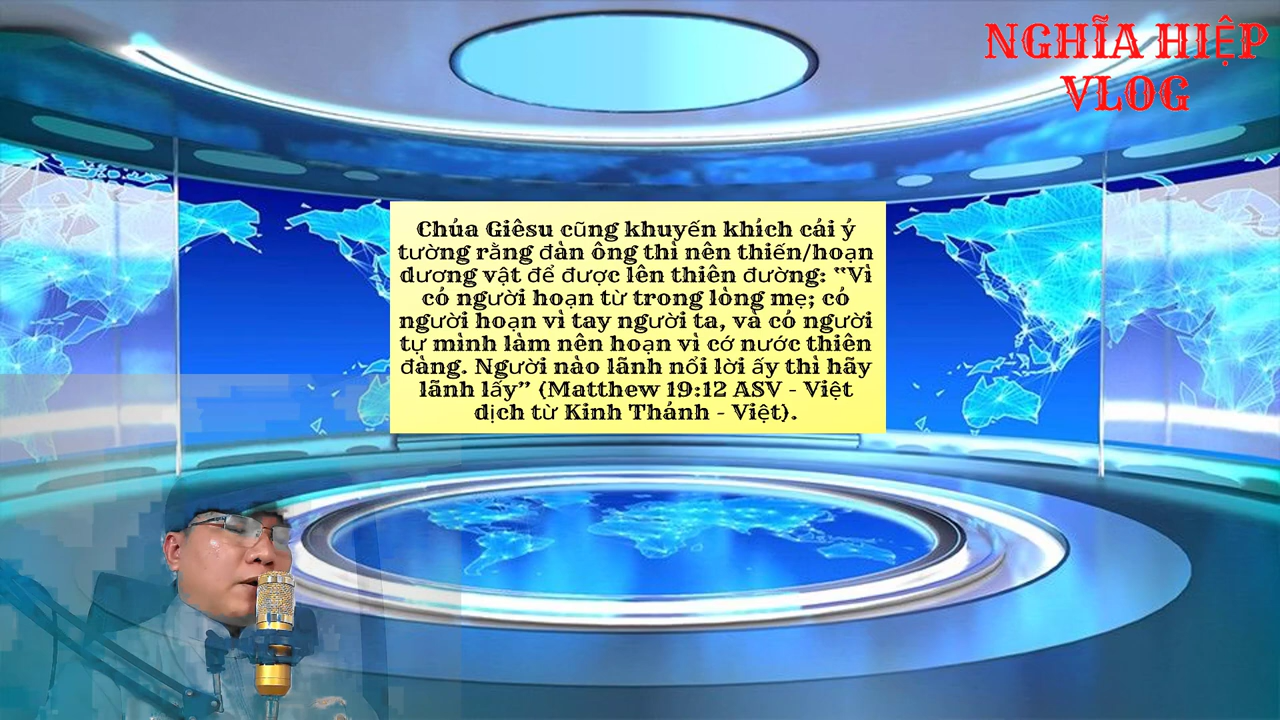 NGHĨA HIỆP
VLOG
Chúa Giêsu cũng khuyến khích cái ý
tường rằng đàn ông thì nên thiến/hoạn
dương vật để được lên thiên đường: "Vì
có người hoạn từ trong lòng mẹ; có
người hoạn vì tay người ta, và có người
tự mình làm nên hoạn vì cớ nước thiên
đàng. Người nào lãnh nổi lời ấy thì hãy
lãnh lấy" (Matthew 19:12 ASV - Việt
dịch từ Kinh Thánh - Việt).